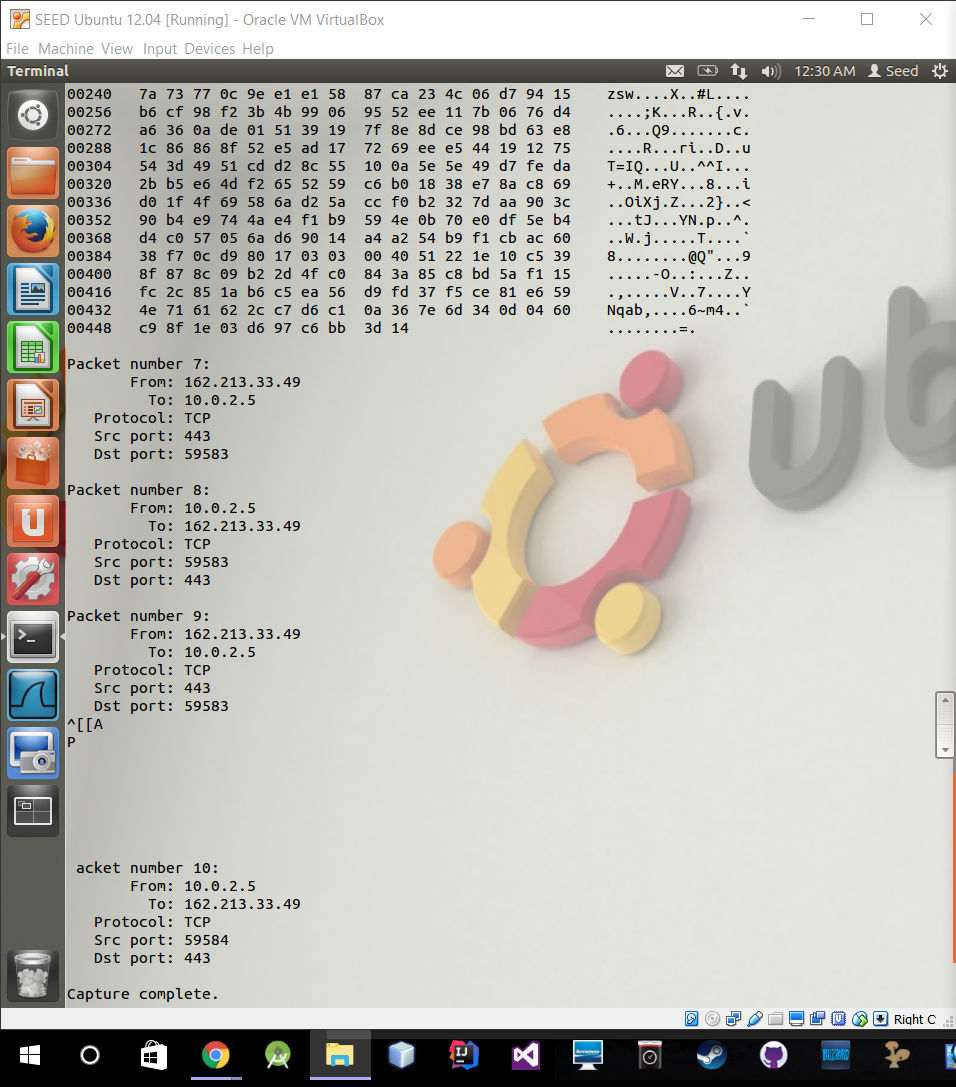 SEED Ubuntu 12.04 [Running] - Oracle VM VirtualBox
File Machine View Input Devices Help
Terminal 12:30 AM Seed
00240 7a 73 77 0c 9e e1 e1 58 87 ca 23 4c 06 d7 94 15 zsw....X..#L....
00256 b6 cf 98 f2 3b 4b 99 06 95 52 ee 11 7b 06 76 d4 ....;K...R..{.v.
00272 a6 36 0a de 01 51 39 19 7f 8e 8d ce 98 bd 63 e8 .6...Q9.......c.
00288 1c 86 86 8f 52 e5 ad 17 72 69 ee e5 44 19 12 75 ....R...ri..D..u
00304 54 3d 49 51 cd d2 8c 55 10 0a 5e 5e 49 d7 fe da T=IQ...U..^^I...
00320 2b b5 e6 4d f2 65 52 59 c6 b0 18 38 e7 8a c8 69 +..M.eRY...8...i
00336 d0 1f 4f 69 58 6a d2 5a cc f0 b2 32 7d aa 90 3c ..OiXj.Z...2}..<
00352 90 b4 e9 74 4a e4 f1 b9 59 4e 0b 70 e0 df 5e b4 ...tJ...YN.p..^.
00368 d4 c0 57 05 6a d6 90 14 a4 a2 54 b9 f1 cb ac 60 ..W.j.....T....`
00384 38 f7 0c d9 80 17 03 03 00 40 51 22 1e 10 c5 39 8........@Q"...9
00400 8f 87 8c 09 b2 2d 4f c0 84 3a 85 c8 bd 5a f1 15 .....-O..:...Z..
00416 fc 2c 85 1a b6 c5 ea 56 d9 fd 37 f5 ce 81 e6 59 .,.....V..7....Y
00432 4e 71 61 62 2c c7 d6 c1 0a 36 7e 6d 34 0d 04 60 Nqab,....6~m4..`
00448 c9 8f 1e 03 d6 97 c6 bb 3d 14 ........=.
Packet number 7:
From: 162.213.33.49
To: 10.0.2.5
Protocol: TCP
Src port: 443
Dst port: 59583
Packet number 8:
From: 10.0.2.5
To: 162.213.33.49
Protocol: TCP
Src port: 59583
Dst port: 443
Packet number 9:
From: 162.213.33.49
To: 10.0.2.5
Protocol: TCP
Src port: 443
Dst port: 59583
^[[A
P
acket number 10:
From: 10.0.2.5
To: 162.213.33.49
Protocol: TCP
Src port: 59584
Dst port: 443
Capture complete.
Right C
ub